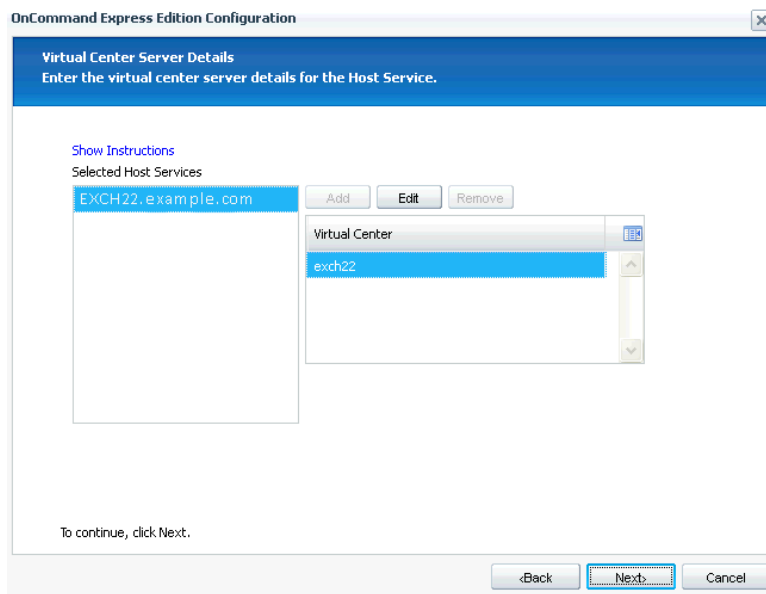 OnCommand Express Edition Configuration
Virtual Center Server Details
Enter the virtual center server details for the Host Service.
Show Instructions
Selected Host Services
EXCH22.example.com
Add Edit Remove
Virtual Center
exch22
To continue, click Next.
‹Back Next› Cancel